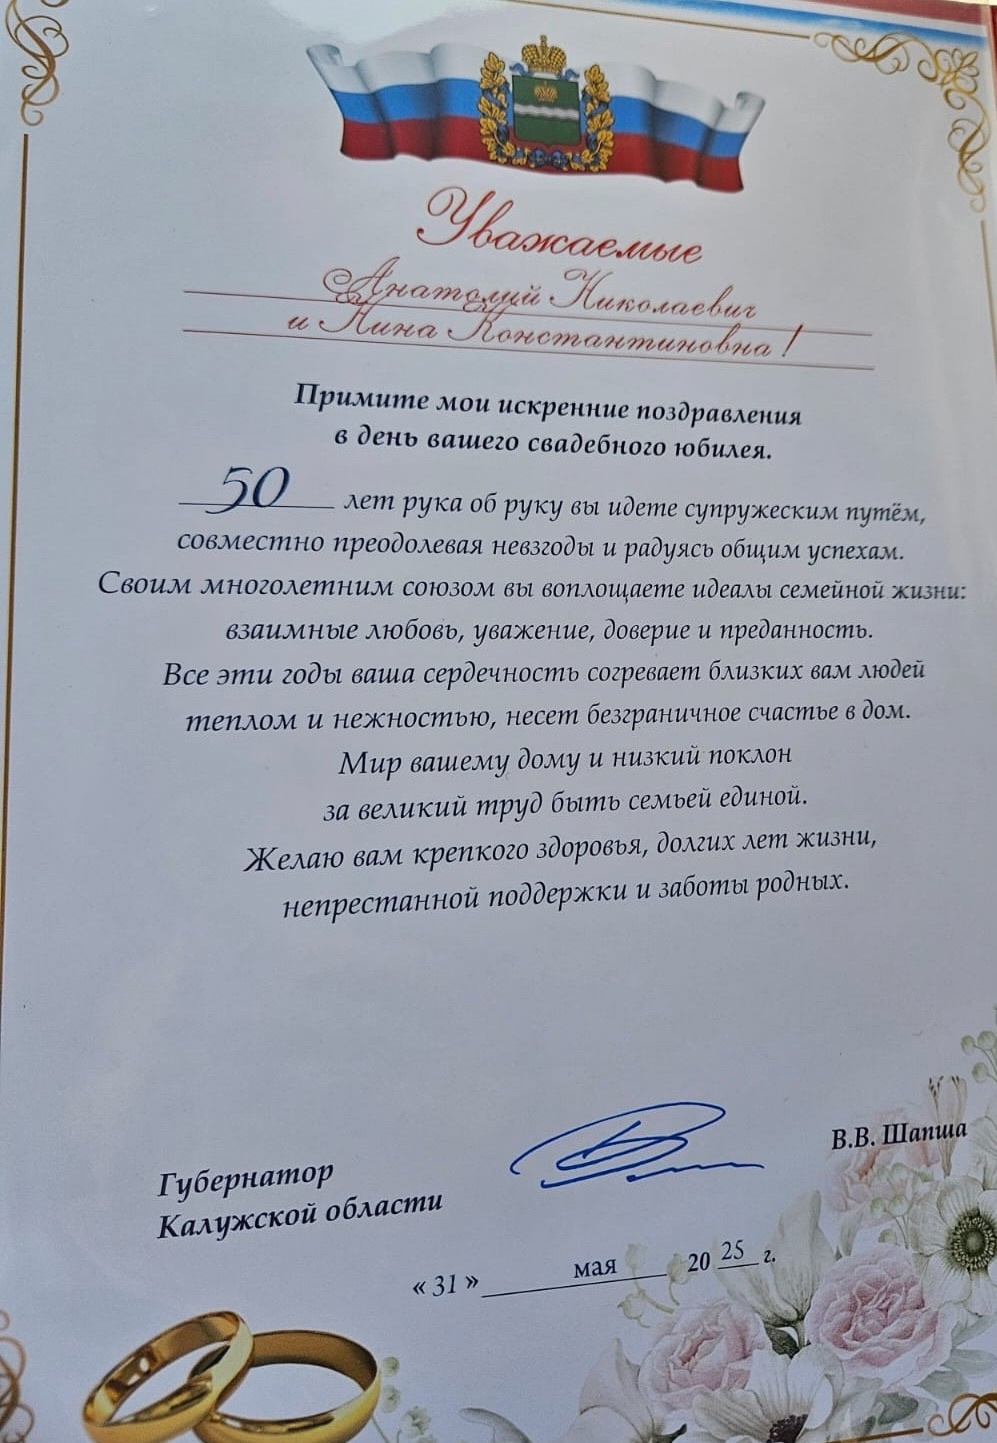 Уважаемые
Анатолий Николаевич
и Нина Константиновна!
Примите мои искренние поздравления
в день вашего свадебного юбилея.
50 лет рука об руку вы идете супружеским путём,
совместно преодолевая невзгоды и радуясь общим успехам.
Своим многолетним союзом вы воплощаете идеалы семейной жизни:
взаимные любовь, уважение, доверие и преданность.
Все эти годы ваша сердечность согревает близких вам людей
теплом и нежностью, несет безграничное счастье в дом.
Мир вашему дому и низкий поклон
за великий труд быть семьей единой.
Желаю вам крепкого здоровья, долгих лет жизни,
непрестанной поддержки и заботы родных.
Губернатор
Калужской области
В.В. Шапша
« 31 » мая 20 25 г.